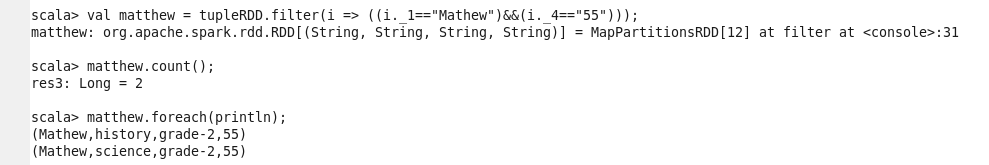 scala> val matthew = tupleRDD.filter(i => ((i._1=="Mathew")&&(i._4=="55")));
matthew: org.apache.spark.rdd.RDD[(String, String, String, String)] = MapPartitionsRDD[12] at filter at <console>:31
scala> matthew.count();
res3: Long = 2
scala> matthew.foreach(println);
(Mathew,history,grade-2,55)
(Mathew,science,grade-2,55)